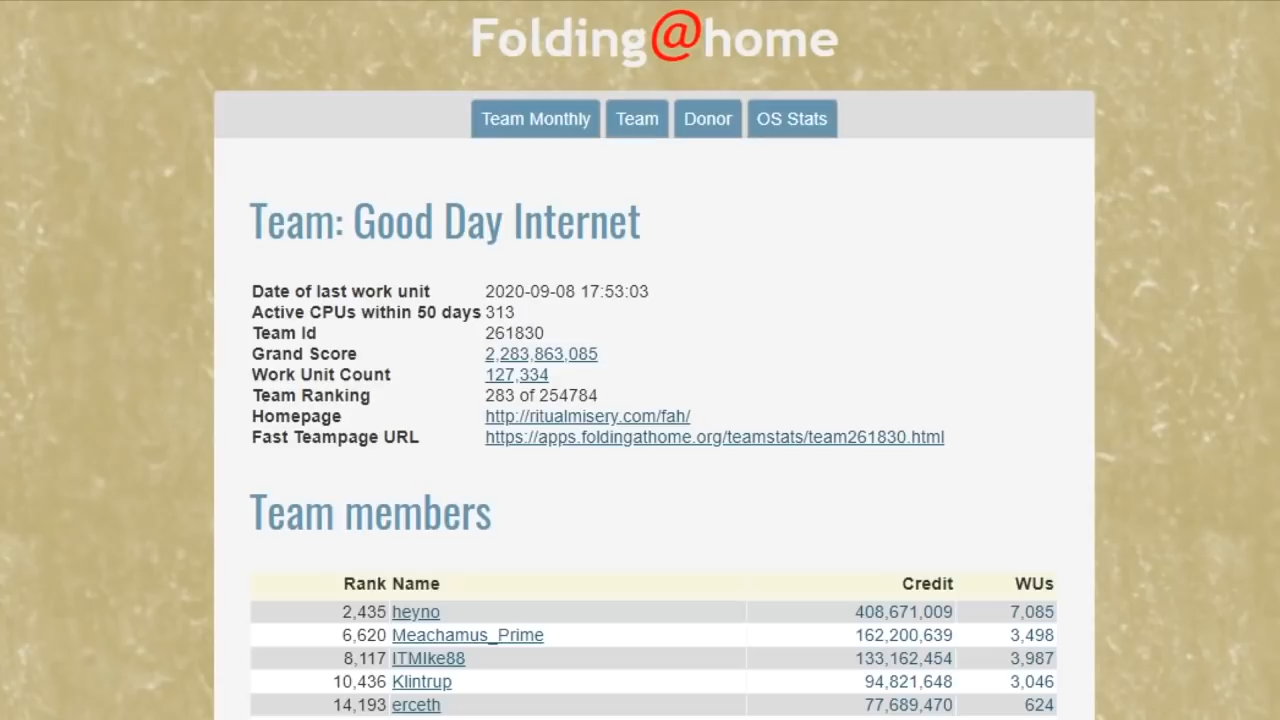 Folding@home
Team Monthly Team Donor OS Stats
Team: Good Day Internet
Date of last work unit 2020-09-08 17:53:03
Active CPUs within 50 days 313
Team Id 261830
Grand Score 2,283,863,085
Work Unit Count 127,334
Team Ranking 283 of 254784
Homepage http://ritualmisery.com/fah/
Fast Teampage URL https://apps.foldingathome.org/teamstats/team261830.html
Team members
Rank Name Credit WUs
2,435 heyno 408,671,009 7,085
6,620 Meachamus_Prime 162,200,639 3,498
8,117 ITMIke88 133,162,454 3,987
10,436 Klintrup 94,821,648 3,046
14,193 erceth 77,689,470 624